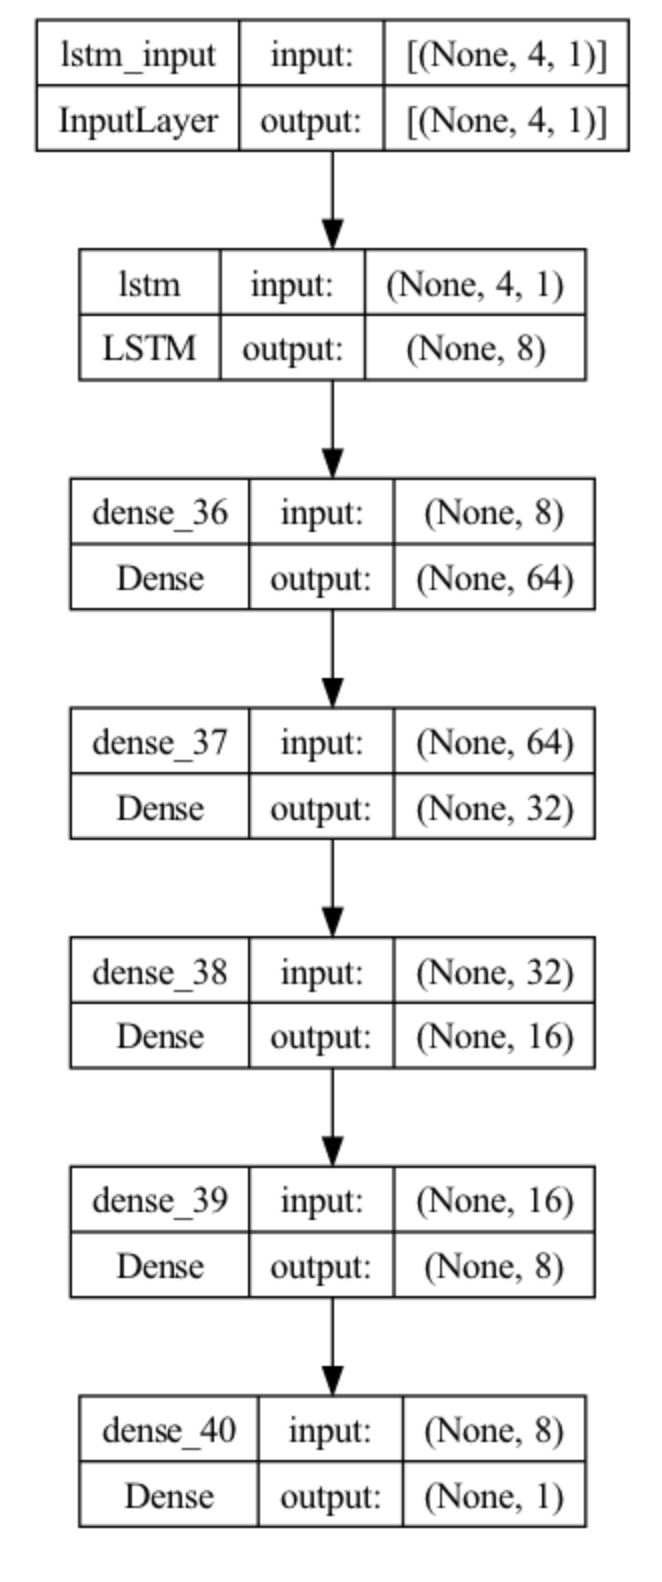 lstm_input input: [(None, 4, 1)]
InputLayer output: [(None, 4, 1)]
lstm input: (None, 4, 1)
LSTM output: (None, 8)
dense_36 input: (None, 8)
Dense output: (None, 64)
dense_37 input: (None, 64)
Dense output: (None, 32)
dense_38 input: (None, 32)
Dense output: (None, 16)
dense_39 input: (None, 16)
Dense output: (None, 8)
dense_40 input: (None, 8)
Dense output: (None, 1)